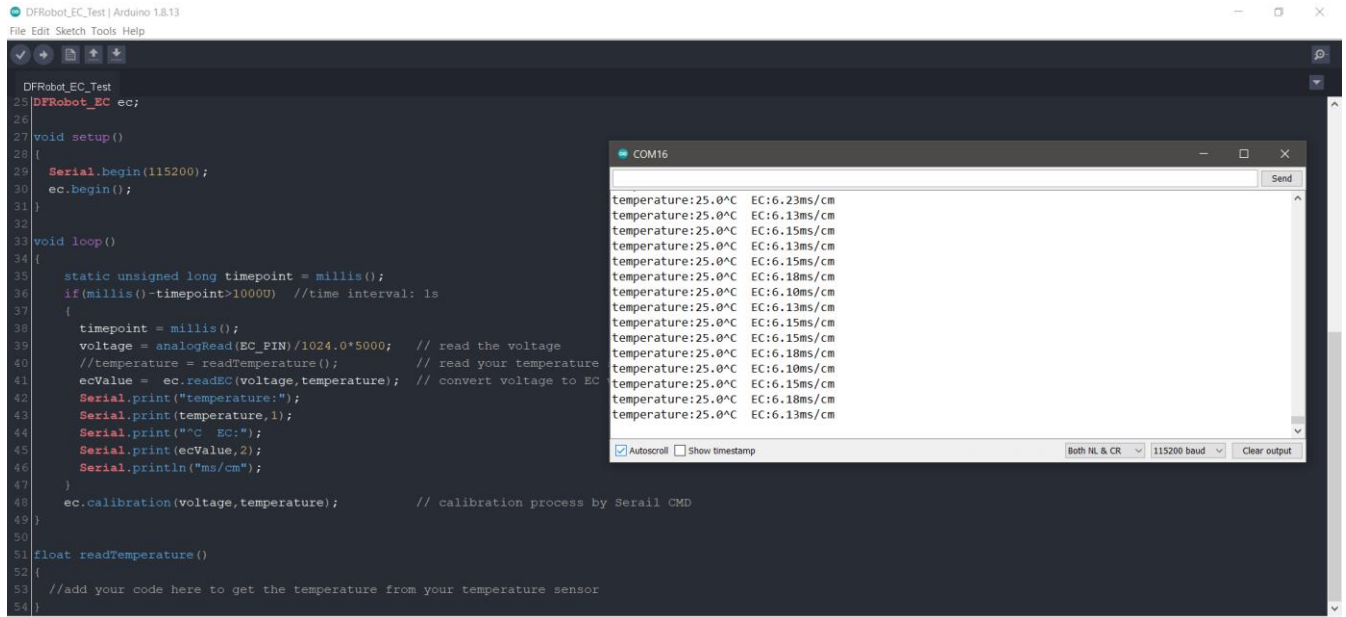 DFRobot_EC_Test | Arduino 1.8.13
File Edit Sketch Tools Help
DFRobot_EC_Test
25 DFRobot_EC ec;
26
27 void setup()
28 {
29   Serial.begin(115200);
30   ec.begin();
31 }
32
33 void loop()
34 {
35     static unsigned long timepoint = millis();
36     if(millis()-timepoint>1000U)  //time interval: 1s
37     {
38       timepoint = millis();
39       voltage = analogRead(EC_PIN)/1024.0*5000;   // read the voltage
40       //temperature = readTemperature();          // read your temperature
41       ecValue =  ec.readEC(voltage,temperature);  // convert voltage to EC
42       Serial.print("temperature:");
43       Serial.print(temperature,1);
44       Serial.print("^C  EC:");
45       Serial.print(ecValue,2);
46       Serial.println("ms/cm");
47     }
48     ec.calibration(voltage,temperature);          // calibration process by Serail CMD
49 }
50
51 float readTemperature()
52 {
53   //add your code here to get the temperature from your temperature sensor
54 }
COM16
Send
temperature:25.0^C  EC:6.23ms/cm
temperature:25.0^C  EC:6.13ms/cm
temperature:25.0^C  EC:6.15ms/cm
temperature:25.0^C  EC:6.13ms/cm
temperature:25.0^C  EC:6.15ms/cm
temperature:25.0^C  EC:6.18ms/cm
temperature:25.0^C  EC:6.10ms/cm
temperature:25.0^C  EC:6.13ms/cm
temperature:25.0^C  EC:6.15ms/cm
temperature:25.0^C  EC:6.15ms/cm
temperature:25.0^C  EC:6.18ms/cm
temperature:25.0^C  EC:6.10ms/cm
temperature:25.0^C  EC:6.15ms/cm
temperature:25.0^C  EC:6.18ms/cm
temperature:25.0^C  EC:6.13ms/cm
Autoscroll Show timestamp Both NL & CR 115200 baud Clear output